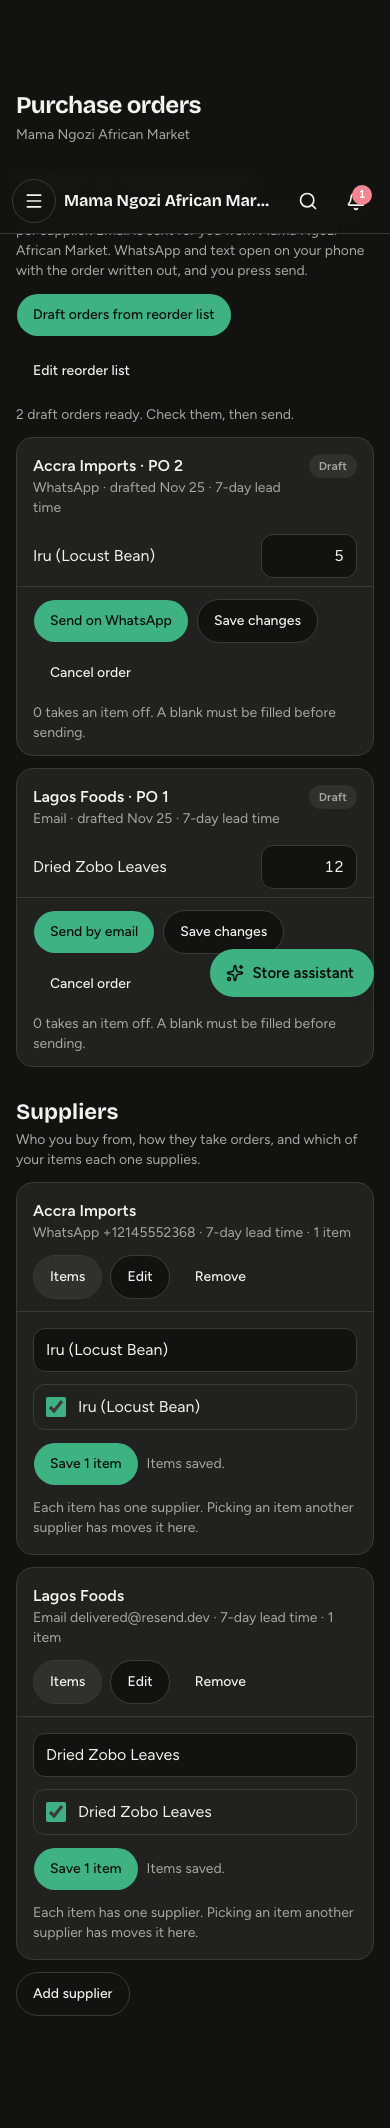 Purchase orders
Mama Ngozi African Market
Mama Ngozi African Mar...
1
African Market. WhatsApp and text open on your phone
with the order written out, and you press send.
Draft orders from reorder list
Edit reorder list
2 draft orders ready. Check them, then send.
Accra Imports · PO 2
Draft
WhatsApp · drafted Nov 25 · 7-day lead
time
Iru (Locust Bean)
5
Send on WhatsApp
Save changes
Cancel order
0 takes an item off. A blank must be filled before
sending.
Lagos Foods · PO 1
Draft
Email · drafted Nov 25 · 7-day lead time
Dried Zobo Leaves
12
Send by email
Save changes
Cancel order
Store assistant
0 takes an item off. A blank must be filled before
sending.
Suppliers
Who you buy from, how they take orders, and which of
your items each one supplies.
Accra Imports
WhatsApp +12145552368 · 7-day lead time · 1 item
Items
Edit
Remove
Iru (Locust Bean)
Iru (Locust Bean)
Save 1 item
Items saved.
Each item has one supplier. Picking an item another
supplier has moves it here.
Lagos Foods
Email delivered@resend.dev · 7-day lead time · 1
item
Items
Edit
Remove
Dried Zobo Leaves
Dried Zobo Leaves
Save 1 item
Items saved.
Each item has one supplier. Picking an item another
supplier has moves it here.
Add supplier